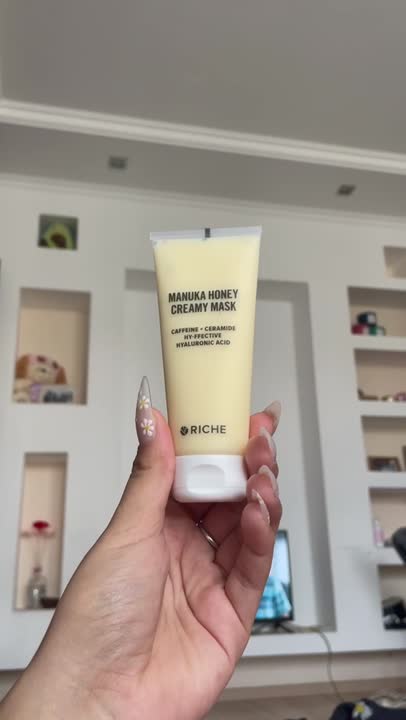 MANUKA HONEY
CREAMY MASK
CAFFEINE • CERAMIDE
HY-FFECTIVE
HYALURONIC ACID
RICHE